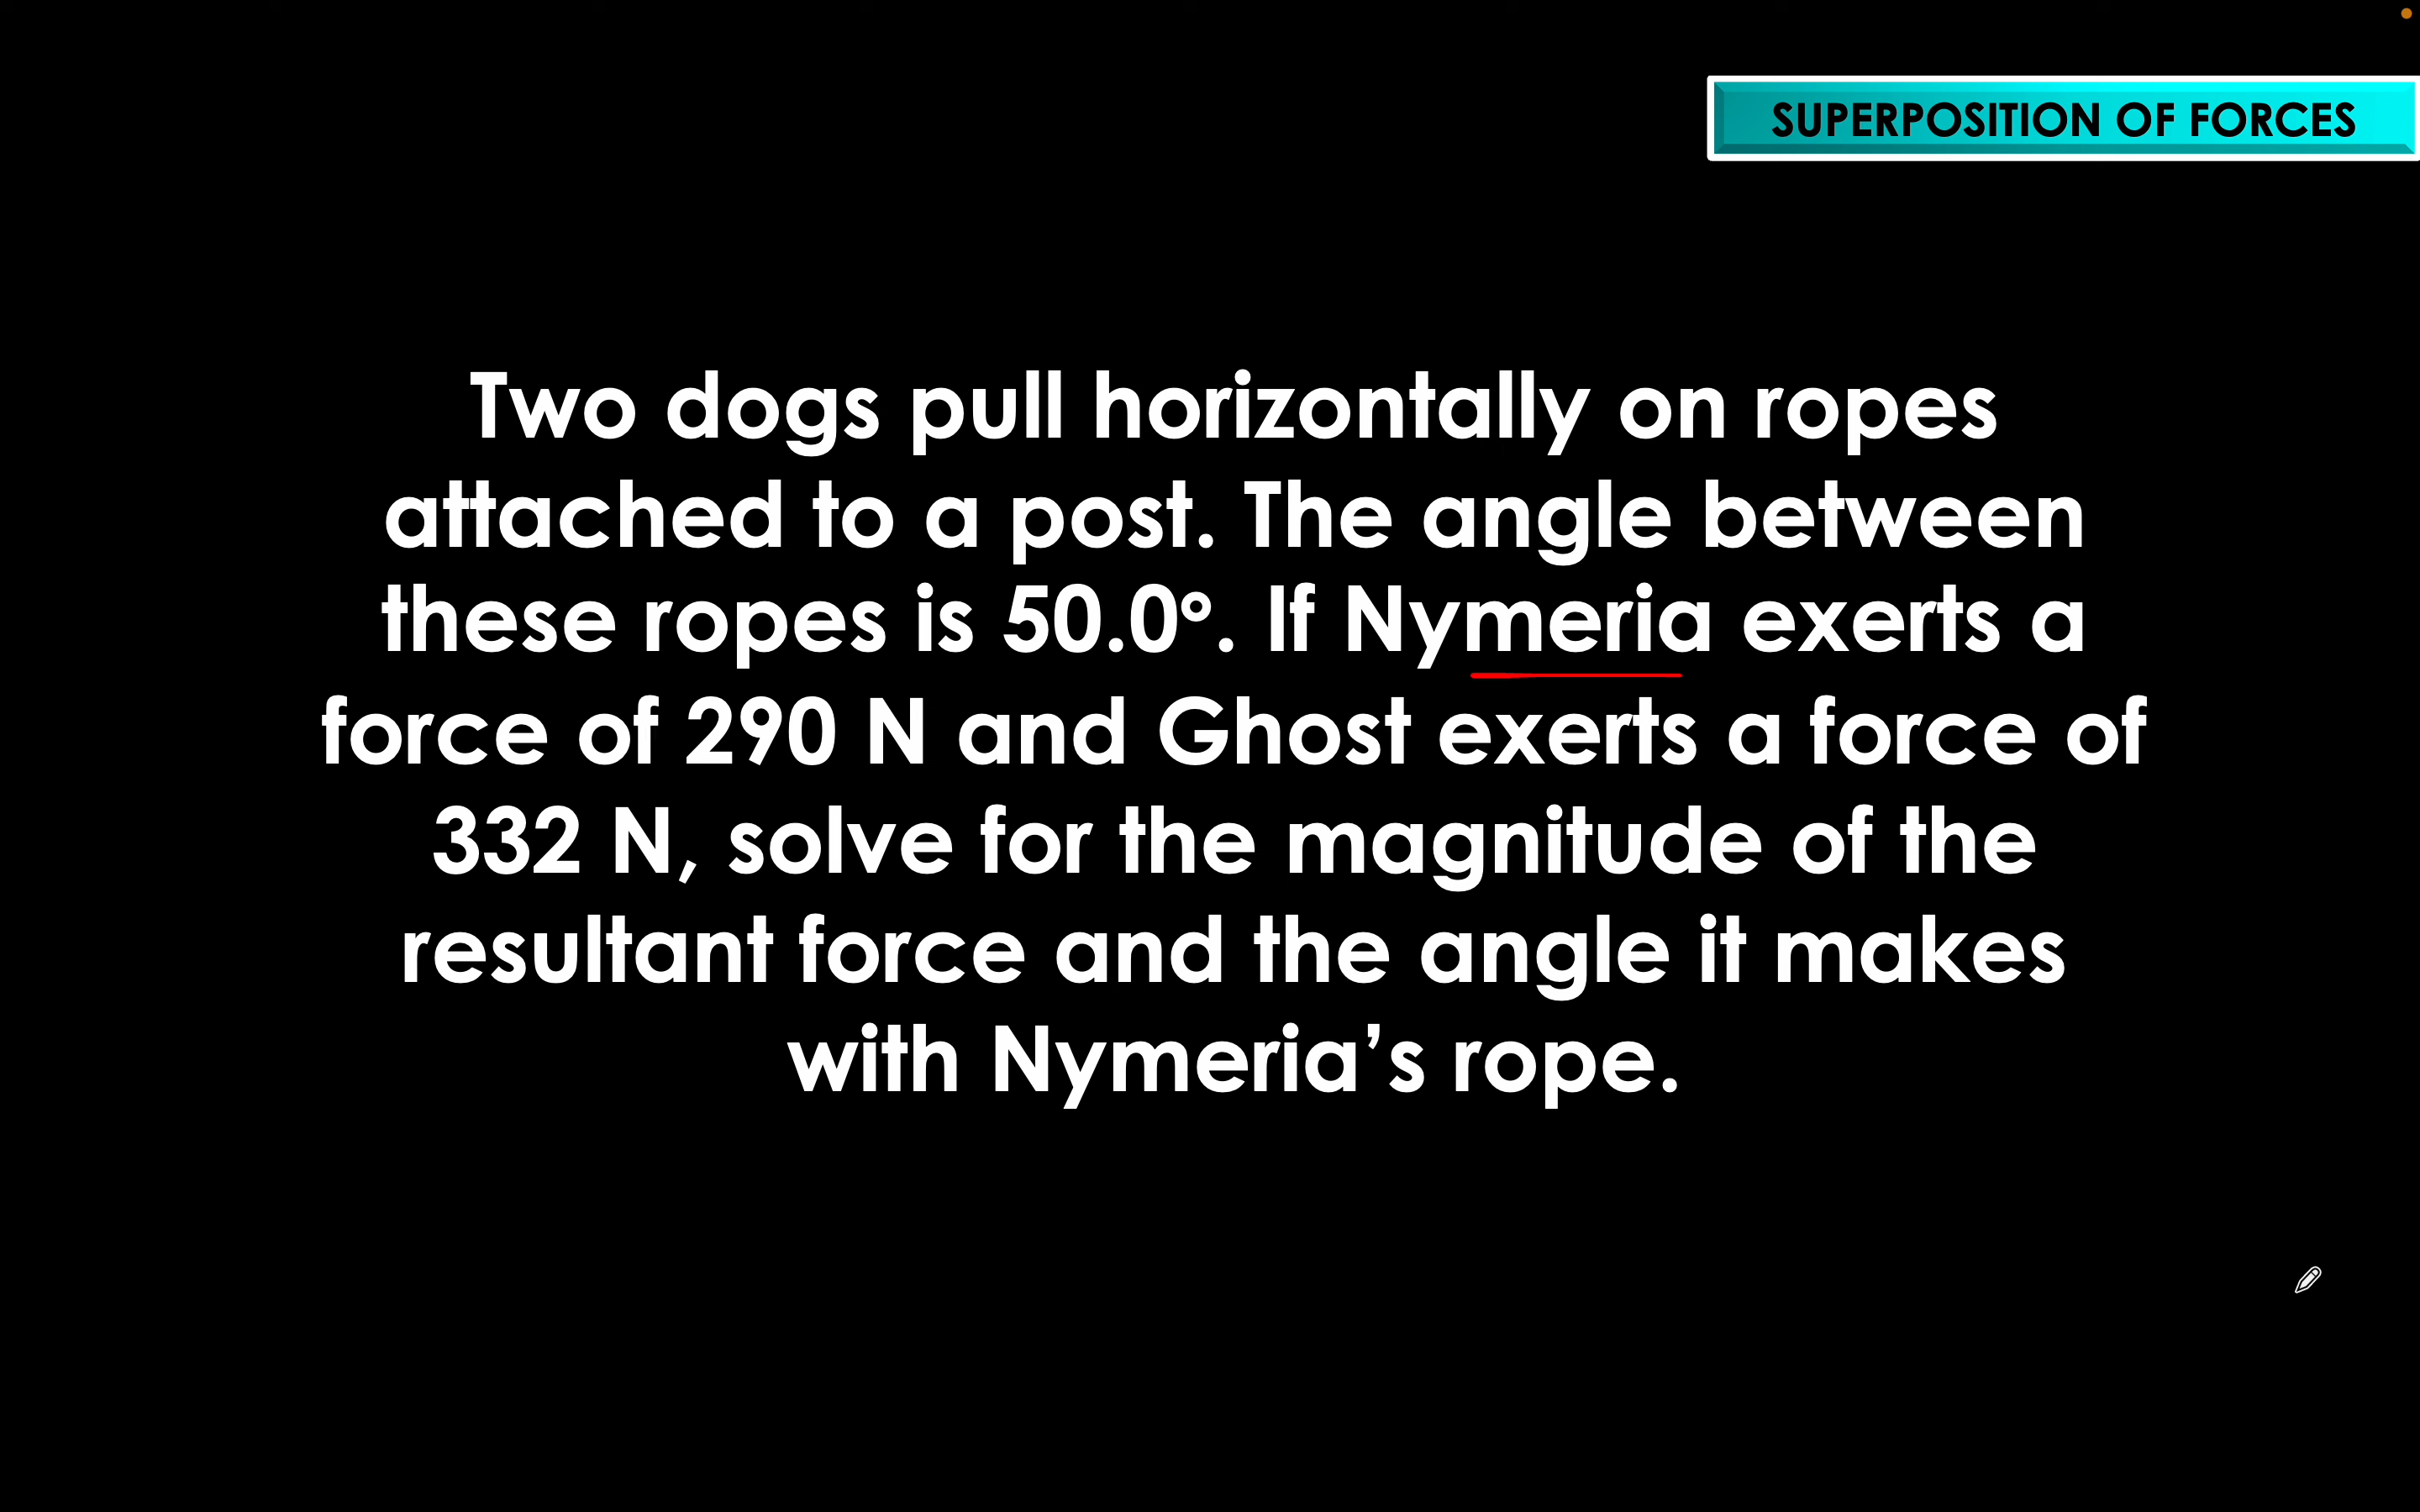 SUPERPOSITION OF FORCES
Two dogs pull horizontally on ropes
attached to a post. The angle between
these ropes is 50.0°. If Nymeria exerts a
force of 290 N and Ghost exerts a force of
332 N, solve for the magnitude of the
resultant force and the angle it makes
with Nymeria’s rope.